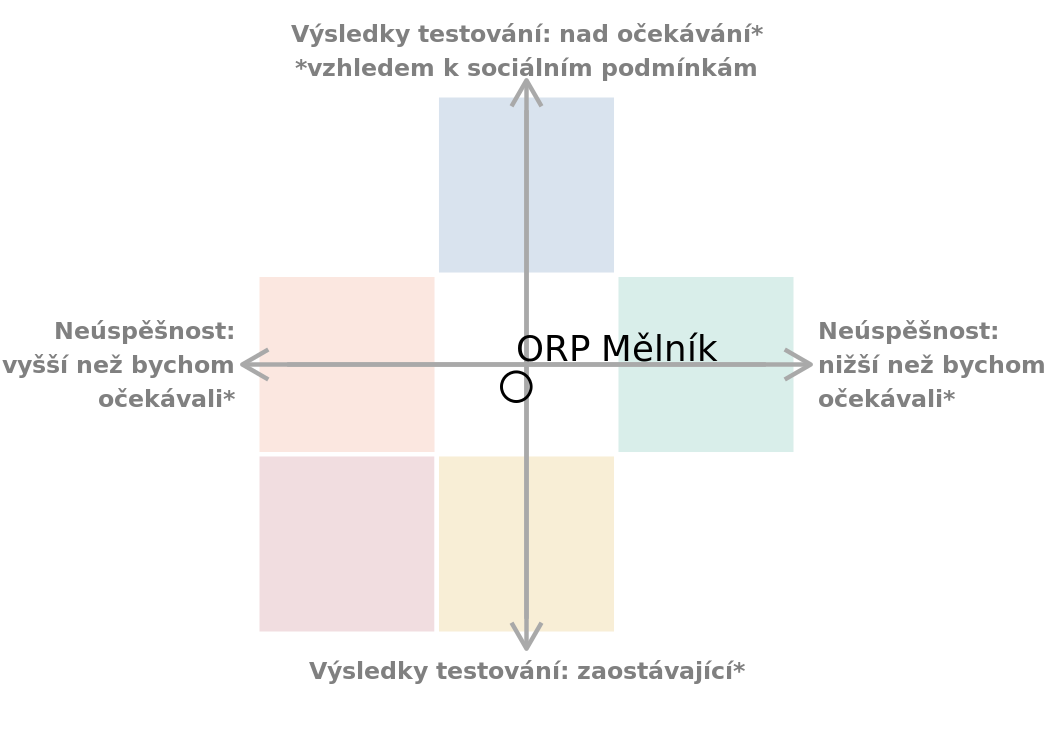 Výsledky testování: nad očekávání*
*vzhledem k sociálním podmínkám
Neúspěšnost:
vyšší než bychom
očekávali*
ORP Mělník
Neúspěšnost:
nižší než bychom
očekávali*
Výsledky testování: zaostávající*